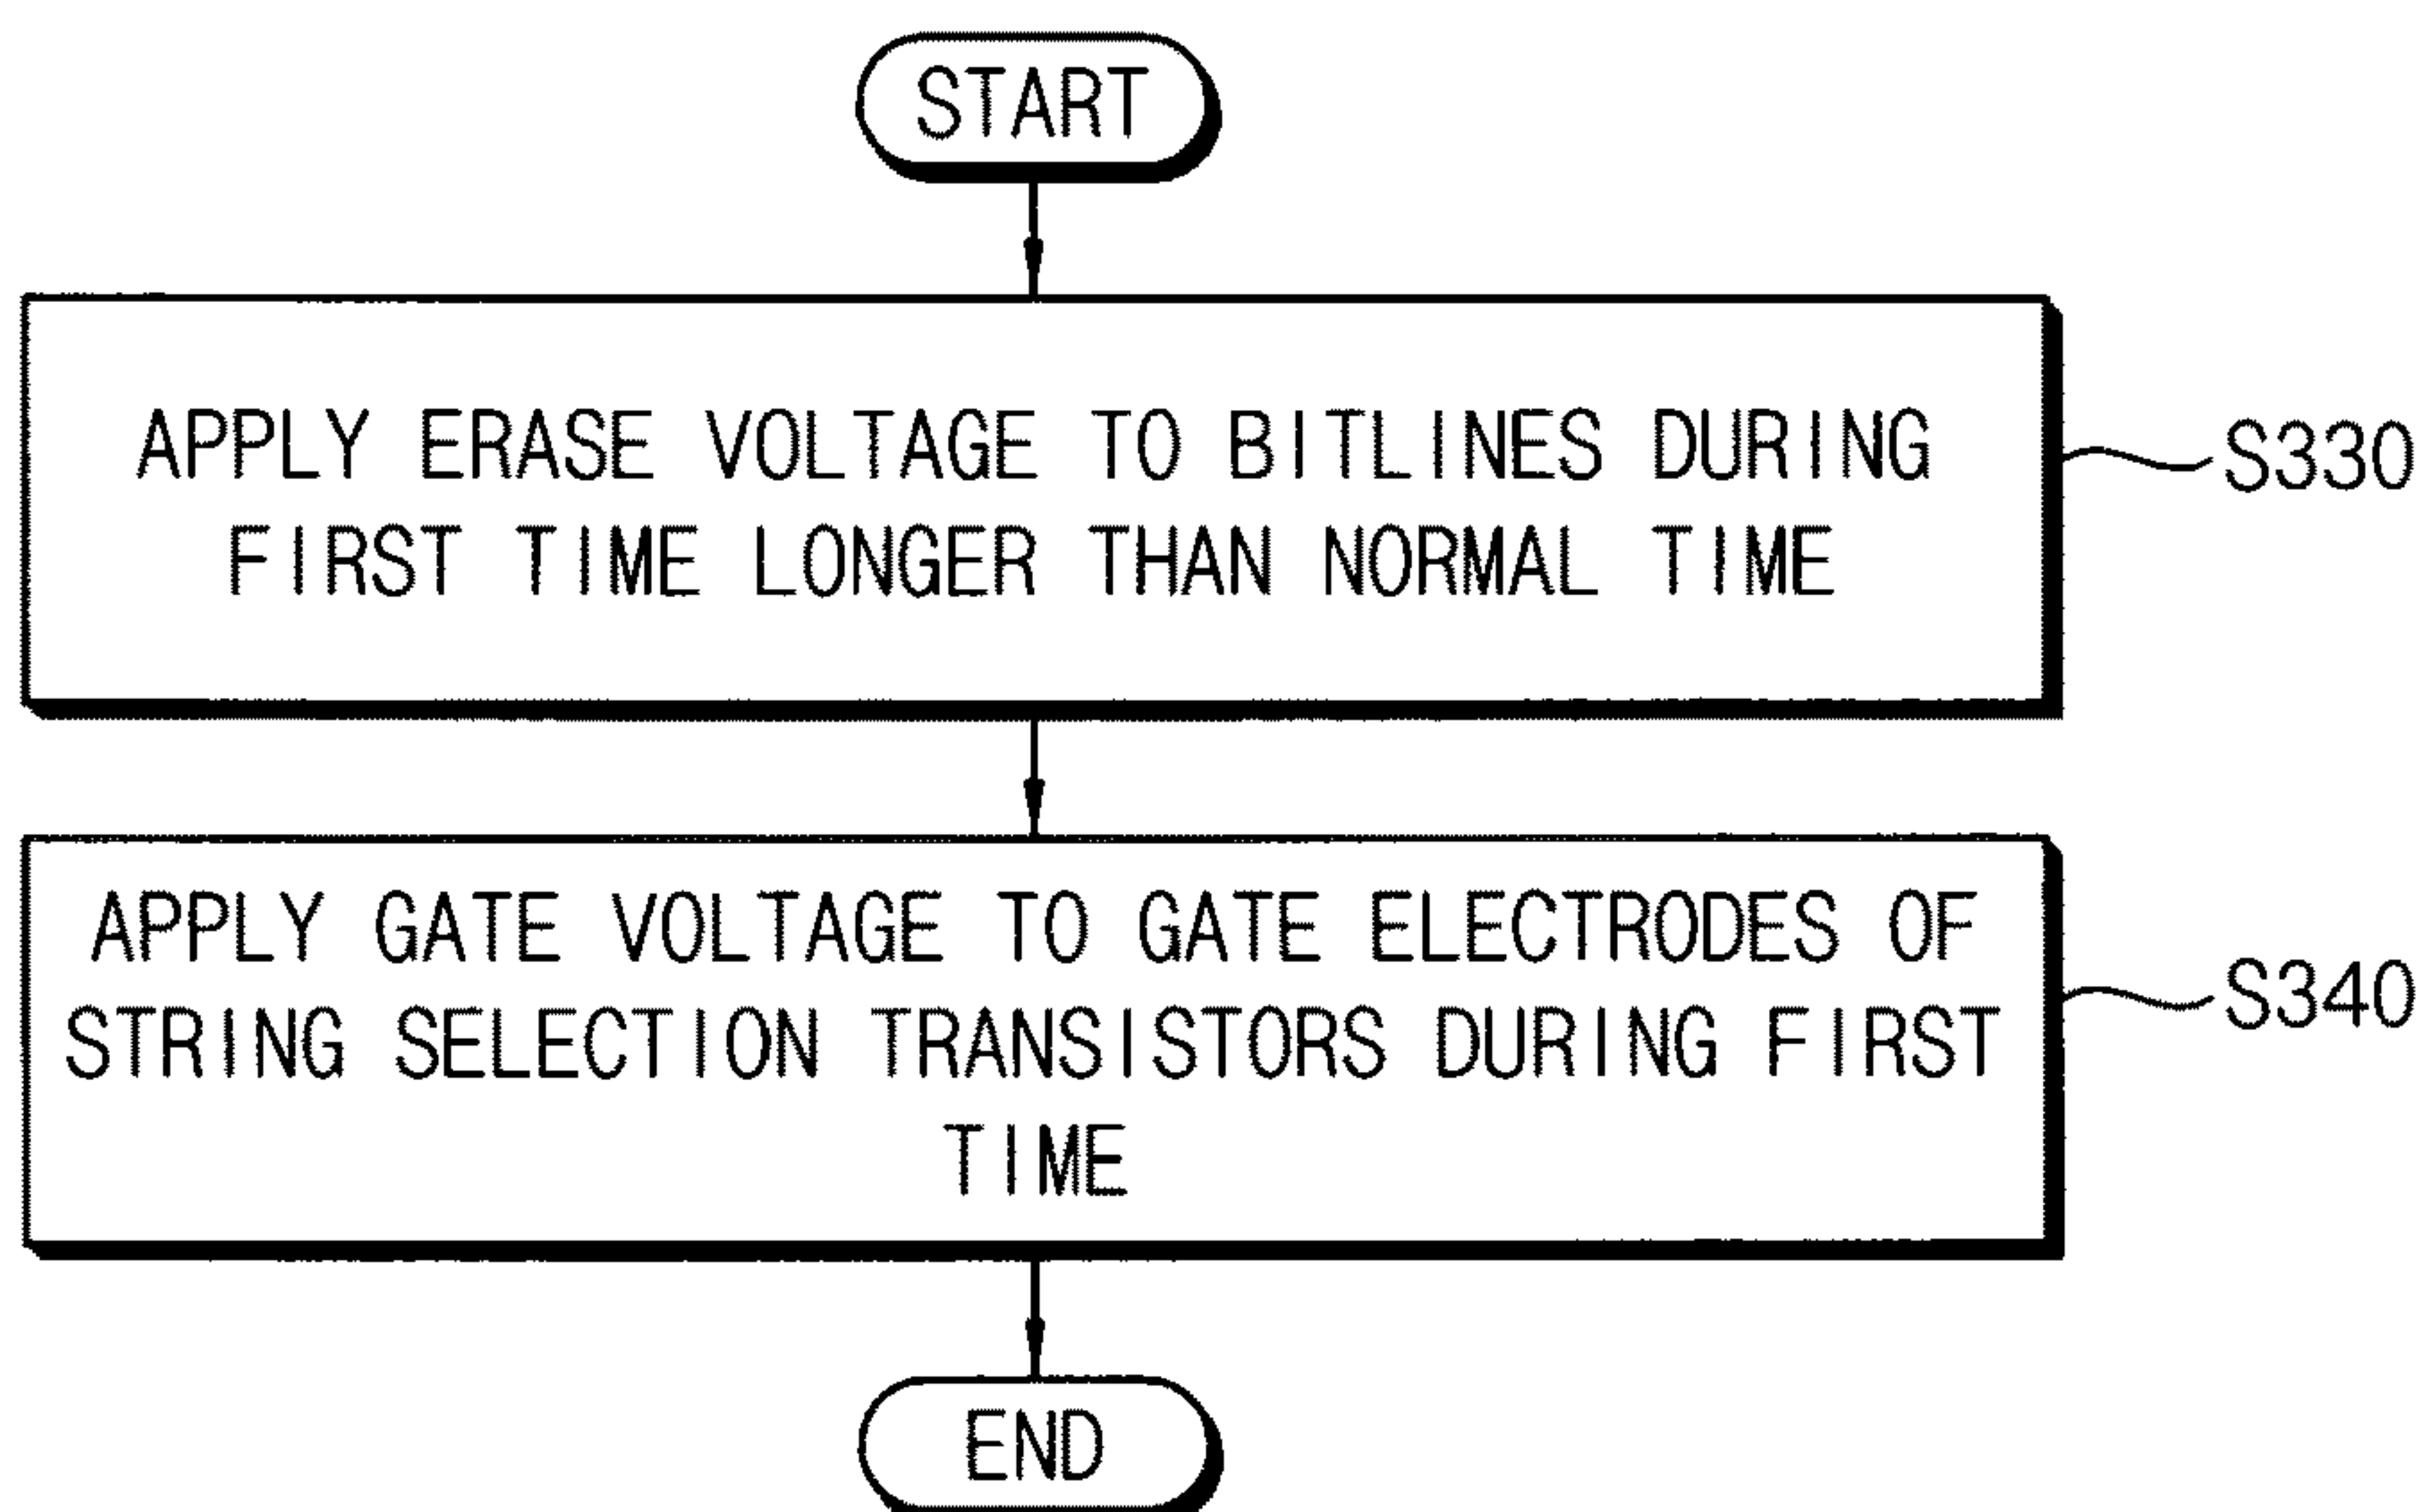 START
APPLY ERASE VOLTAGE TO BITLINES DURING
FIRST TIME LONGER THAN NORMAL TIME
S330
APPLY GATE VOLTAGE TO GATE ELECTRODES OF
STRING SELECTION TRANSISTORS DURING FIRST
TIME
S340
END